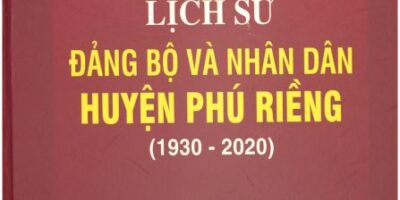 LỊCH SỬ
ĐẢNG BỘ VÀ NHÂN DÂN
HUYỆN PHÚ RIỀNG
(1930 - 2020)